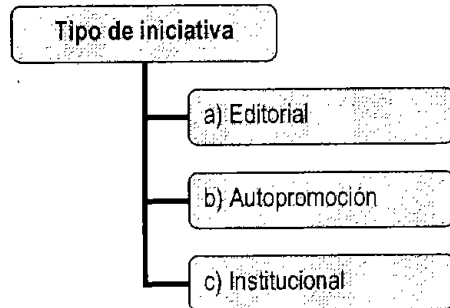 Tipo de iniciativa
a) Editorial
b) Autopromoción
c) Institucional